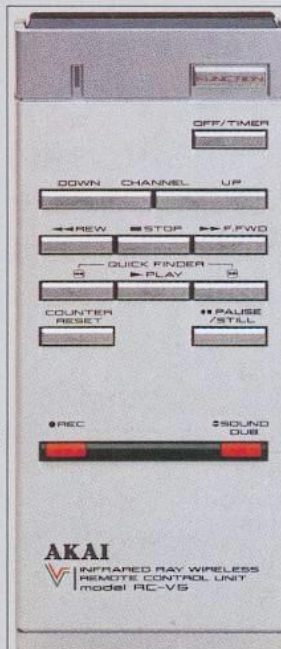 FUNCTION
OFF/TIMER
DOWN CHANNEL UP
◄◄REW ■STOP ►►F.FWD
QUICK FINDER
⏮ ►PLAY ⏭
COUNTER RESET
▮▮PAUSE /STILL
●REC
SOUND DUB.
AKAI
INFRARED RAY WIRELESS
REMOTE CONTROL UNIT
model RC-V5